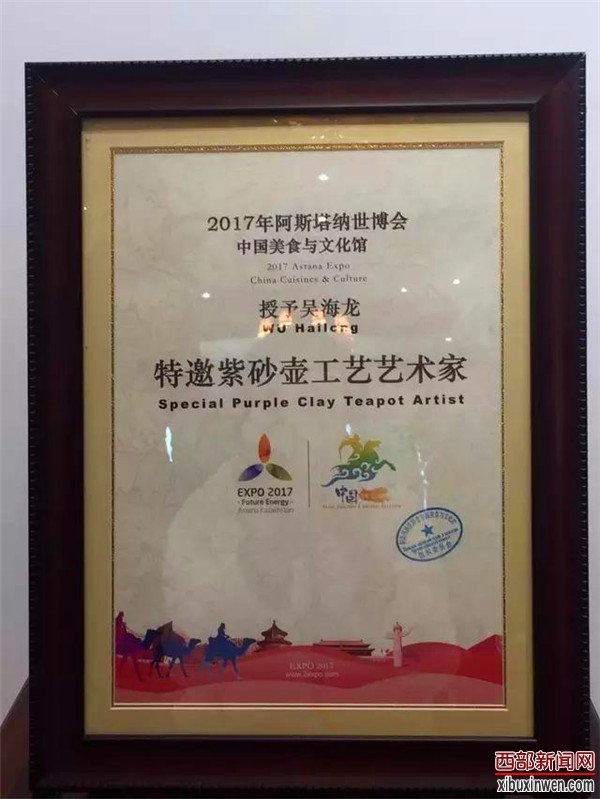 2017年阿斯塔纳世博会
中国美食与文化馆
2017 Astana Expo
China Cuisines & Culture
授予吴海龙
WU Hailong
特邀紫砂壶工艺艺术家
Special Purple Clay Teapot Artist
EXPO 2017
- Future Energy -
Astana Kazakhstan
中国
EXPO 2017
西部新闻网
xibuxinwen.com